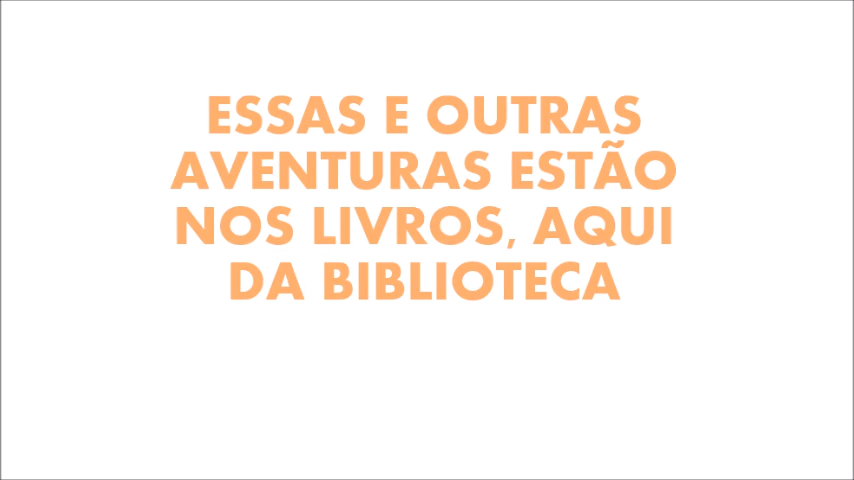 ESSAS E OUTRAS
AVENTURAS ESTÃO
NOS LIVROS, AQUI
DA BIBLIOTECA